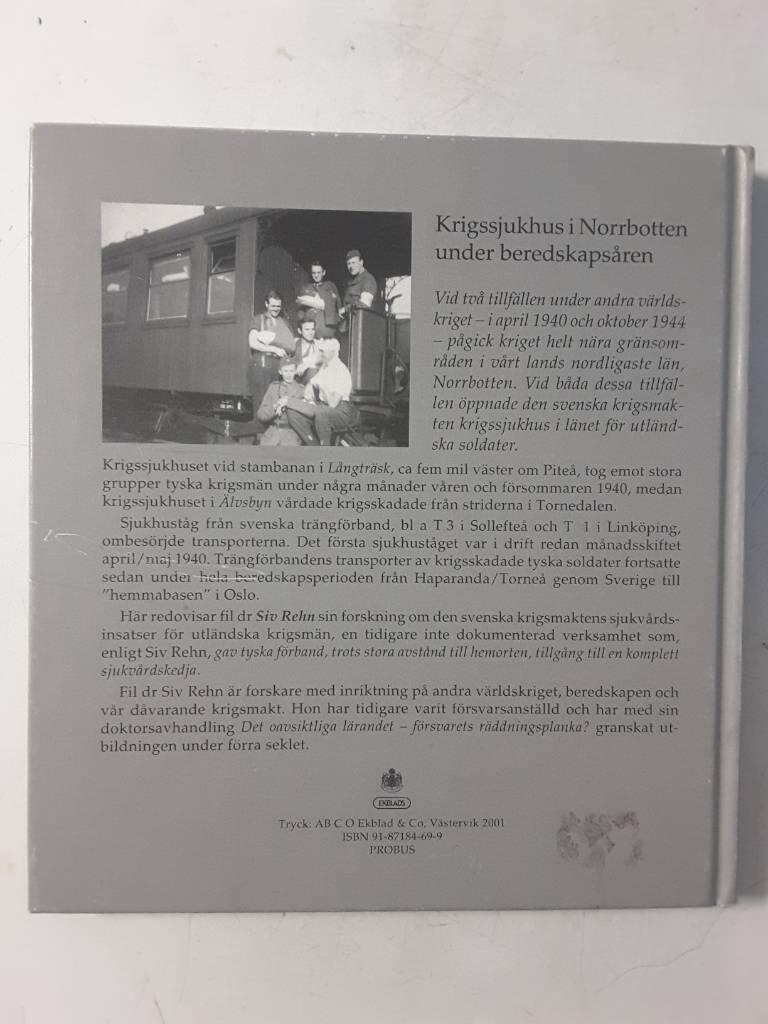 Krigssjukhus i Norrbotten
under beredskapsåren
Vid två tillfällen under andra världs-
kriget – i april 1940 och oktober 1944
– pågick kriget helt nära gränsom-
råden i vårt lands nordligaste län,
Norrbotten. Vid båda dessa tillfäl-
len öppnade den svenska krigsmak-
ten krigssjukhus i länet för utländ-
ska soldater.
Krigssjukhuset vid stambanan i Långträsk, ca fem mil väster om Piteå, tog emot stora
grupper tyska krigsmän under några månader våren och försommaren 1940, medan
krigssjukhuset i Älvsbyn vårdade krigsskadade från striderna i Tornedalen.
Sjukhuståg från svenska trängförband, bl a T 3 i Sollefteå och T 1 i Linköping,
ombesörjde transporterna. Det första sjukhuståget var i drift redan månadsskiftet
april/maj 1940. Trängförbandens transporter av krigsskadade tyska soldater fortsatte
sedan under hela beredskapsperioden från Haparanda/Torneå genom Sverige till
"hemmabasen" i Oslo.
Här redovisar fil dr Siv Rehn sin forskning om den svenska krigsmaktens sjukvårds-
insatser för utländska krigsmän, en tidigare inte dokumenterad verksamhet som,
enligt Siv Rehn, gav tyska förband, trots stora avstånd till hemorten, tillgång till en komplett
sjukvårdskedja.
Fil dr Siv Rehn är forskare med inriktning på andra världskriget, beredskapen och
vår dåvarande krigsmakt. Hon har tidigare varit försvarsanställd och har med sin
doktorsavhandling Det oavsiktliga lärandet – försvarets räddningsplanka? granskat ut-
bildningen under förra seklet.
EKBLADS
Tryck: AB C O Ekblad & Co, Västervik 2001
ISBN 91-87184-69-9
PROBUS